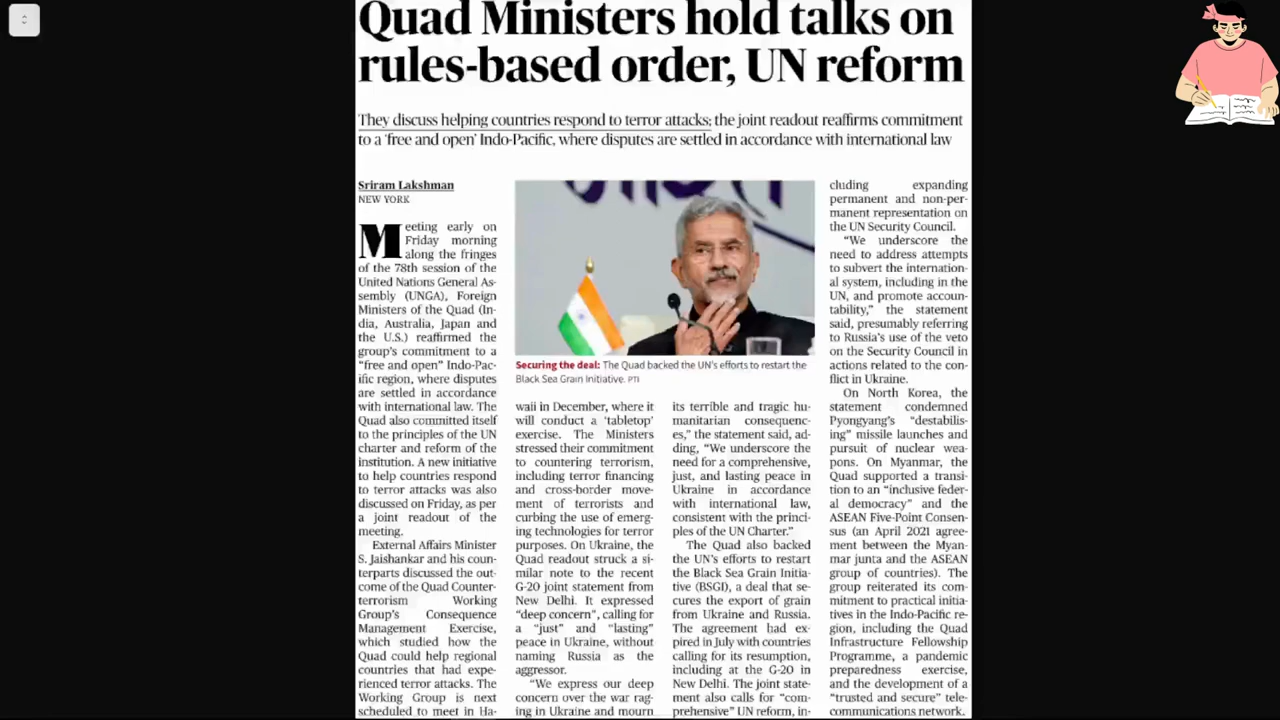 Quad Ministers hold talks on
rules-based order, UN reform
They discuss helping countries respond to terror attacks; the joint readout reaffirms commitment
to a ‘free and open’ Indo-Pacific, where disputes are settled in accordance with international law
Sriram Lakshman
NEW YORK
Meeting early on
Friday morning
along the fringes
of the 78th session of the
United Nations General As-
sembly (UNGA), Foreign
Ministers of the Quad (In-
dia, Australia, Japan and
the U.S.) reaffirmed the
group’s commitment to a
“free and open” Indo-Pac-
ific region, where disputes
are settled in accordance
with international law. The
Quad also committed itself
to the principles of the UN
charter and reform of the
institution. A new initiative
to help countries respond
to terror attacks was also
discussed on Friday, as per
a joint readout of the
meeting.
External Affairs Minister
S. Jaishankar and his coun-
terparts discussed the out-
come of the Quad Counter-
terrorism Working
Group’s Consequence
Management Exercise,
which studied how the
Quad could help regional
countries that had expe-
rienced terror attacks. The
Working Group is next
scheduled to meet in Ha-
Securing the deal: The Quad backed the UN’s efforts to restart the
Black Sea Grain Initiative. PTI
waii in December, where it
will conduct a ‘tabletop’
exercise. The Ministers
stressed their commitment
to countering terrorism,
including terror financing
and cross-border move-
ment of terrorists and
curbing the use of emerg-
ing technologies for terror
purposes. On Ukraine, the
Quad readout struck a si-
milar note to the recent
G-20 joint statement from
New Delhi. It expressed
“deep concern”, calling for
a “just” and “lasting”
peace in Ukraine, without
naming Russia as the
aggressor.
“We express our deep
concern over the war rag-
ing in Ukraine and mourn
its terrible and tragic hu-
manitarian consequenc-
es,” the statement said, ad-
ding, “We underscore the
need for a comprehensive,
just, and lasting peace in
Ukraine in accordance
with international law,
consistent with the princi-
ples of the UN Charter.”
The Quad also backed
the UN’s efforts to restart
the Black Sea Grain Initia-
tive (BSGI), a deal that se-
cures the export of grain
from Ukraine and Russia.
The agreement had ex-
pired in July with countries
calling for its resumption,
including at the G-20 in
New Delhi. The joint state-
ment also calls for “com-
prehensive” UN reform, in-
cluding expanding
permanent and non-per-
manent representation on
the UN Security Council.
“We underscore the
need to address attempts
to subvert the internation-
al system, including in the
UN, and promote account-
ability,” the statement
said, presumably referring
to Russia’s use of the veto
on the Security Council in
actions related to the con-
flict in Ukraine.
On North Korea, the
statement condemned
Pyongyang’s “destabilis-
ing” missile launches and
pursuit of nuclear wea-
pons. On Myanmar, the
Quad supported a transi-
tion to an “inclusive feder-
al democracy” and the
ASEAN Five-Point Consen-
sus (an April 2021 agree-
ment between the Myan-
mar junta and the ASEAN
group of countries). The
group reiterated its com-
mitment to practical initia-
tives in the Indo-Pacific re-
gion, including the Quad
Infrastructure Fellowship
Programme, a pandemic
preparedness exercise,
and the development of a
“trusted and secure” tele-
communications network.